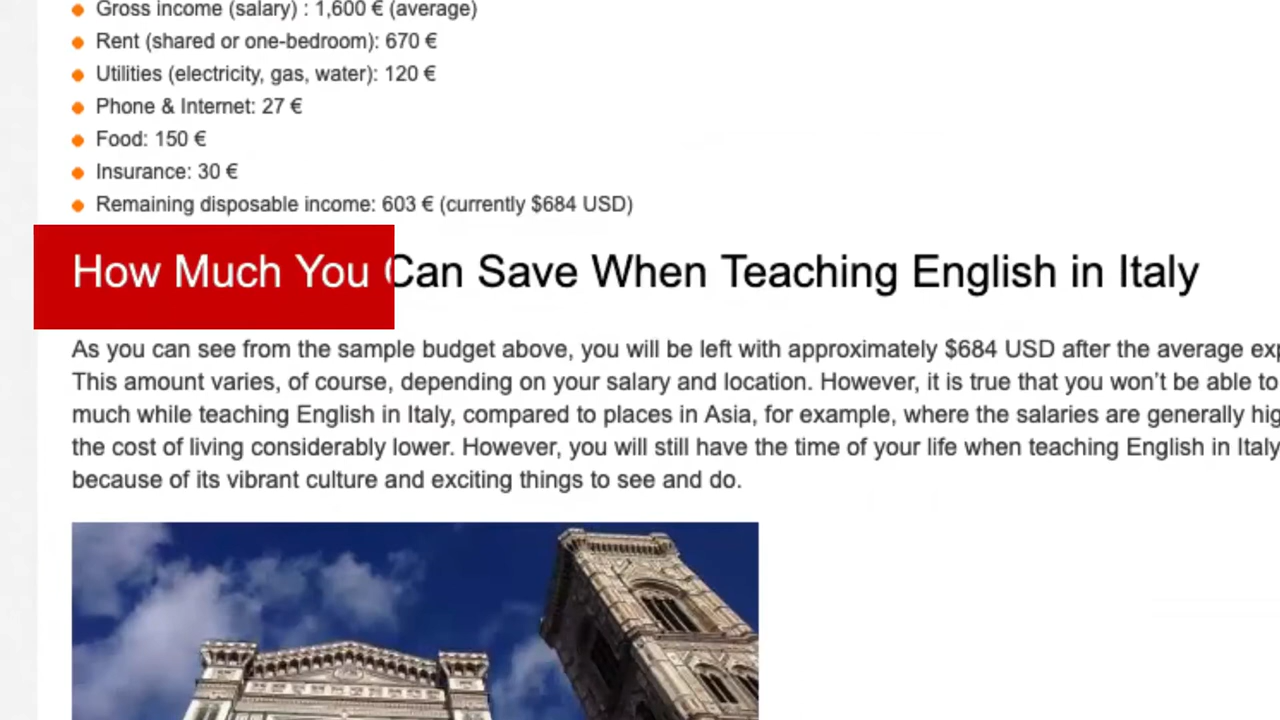 Gross income (salary) : 1,600 € (average)
Rent (shared or one-bedroom): 670 €
Utilities (electricity, gas, water): 120 €
Phone & Internet: 27 €
Food: 150 €
Insurance: 30 €
Remaining disposable income: 603 € (currently $684 USD)
How Much You Can Save When Teaching English in Italy
As you can see from the sample budget above, you will be left with approximately $684 USD after the average
This amount varies, of course, depending on your salary and location. However, it is true that you won’t be able to
much while teaching English in Italy, compared to places in Asia, for example, where the salaries are generally
the cost of living considerably lower. However, you will still have the time of your life when teaching English in Italy
because of its vibrant culture and exciting things to see and do.